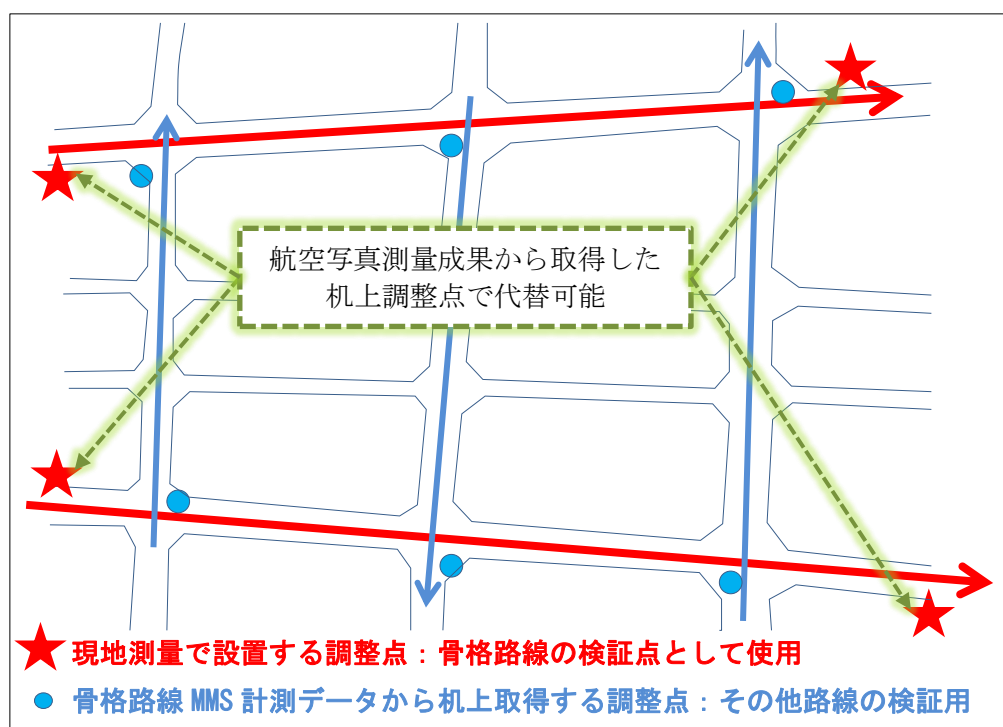 航空写真測量成果から取得した
机上調整点で代替可能
現地測量で設置する調整点：骨格路線の検証点として使用
骨格路線 MMS 計測データから机上取得する調整点：その他路線の検証用